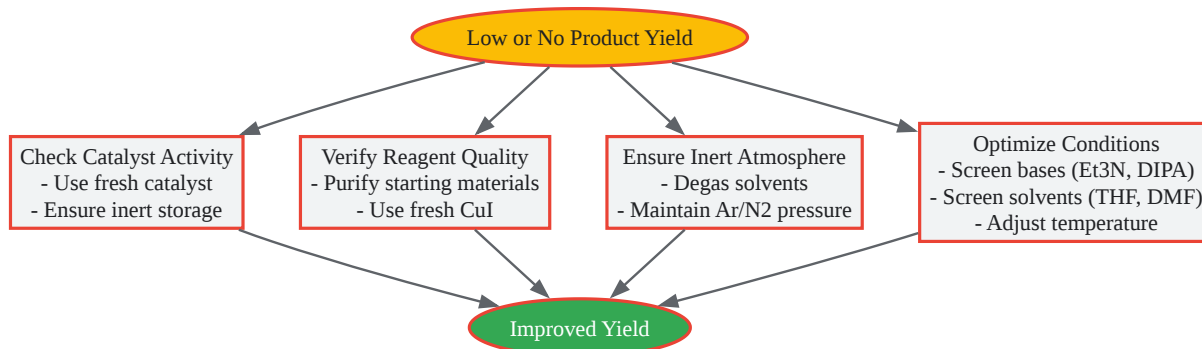 Low or No Product Yield
Check Catalyst Activity
- Use fresh catalyst
- Ensure inert storage
Verify Reagent Quality
- Purify starting materials
- Use fresh CuI
Ensure Inert Atmosphere
- Degas solvents
- Maintain Ar/N2 pressure
Optimize Conditions
- Screen bases (Et3N, DIPA)
- Screen solvents (THF, DMF)
- Adjust temperature
Improved Yield